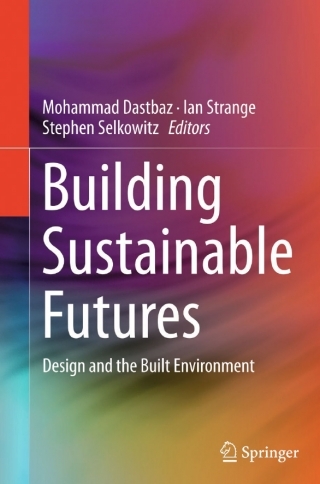 Mohammad Dastbaz · Ian Strange
Stephen Selkowitz Editors
Building
Sustainable
Futures
Design and the Built Environment
Springer